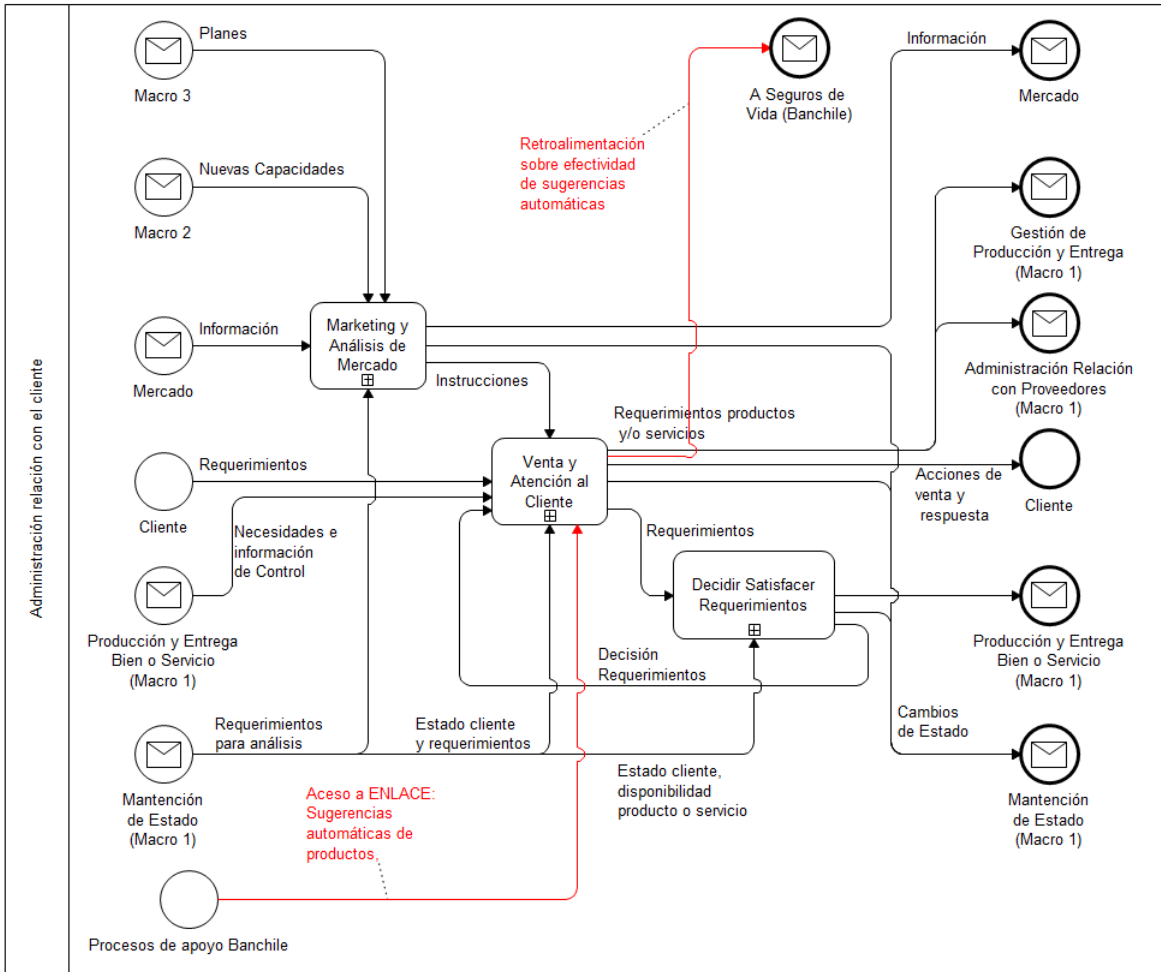 Administración relación con el cliente
Planes
Macro 3
Nuevas Capacidades
Macro 2
Información
Mercado
Requerimientos
Cliente
Necesidades e
información
de Control
Producción y Entrega
Bien o Servicio
(Macro 1)
Requerimientos
para análisis
Mantención
de Estado
(Macro 1)
Procesos de apoyo Banchile
Marketing y
Análisis de
Mercado
Instrucciones
Venta y
Atención al
Cliente
Estado cliente
y requerimientos
Aceso a ENLACE:
Sugerencias
automáticas de
productos,
Retroalimentación
sobre efectividad
de sugerencias
automáticas
A Seguros de
Vida (Banchile)
Requerimientos productos
y/o servicios
Requerimientos
Decidir Satisfacer
Requerimientos
Decisión
Requerimientos
Estado cliente,
disponibilidad
producto o servicio
Información
Mercado
Gestión de
Producción y Entrega
(Macro 1)
Administración Relación
con Proveedores
(Macro 1)
Acciones de
venta y
respuesta
Cliente
Producción y Entrega
Bien o Servicio
(Macro 1)
Cambios
de Estado
Mantención
de Estado
(Macro 1)